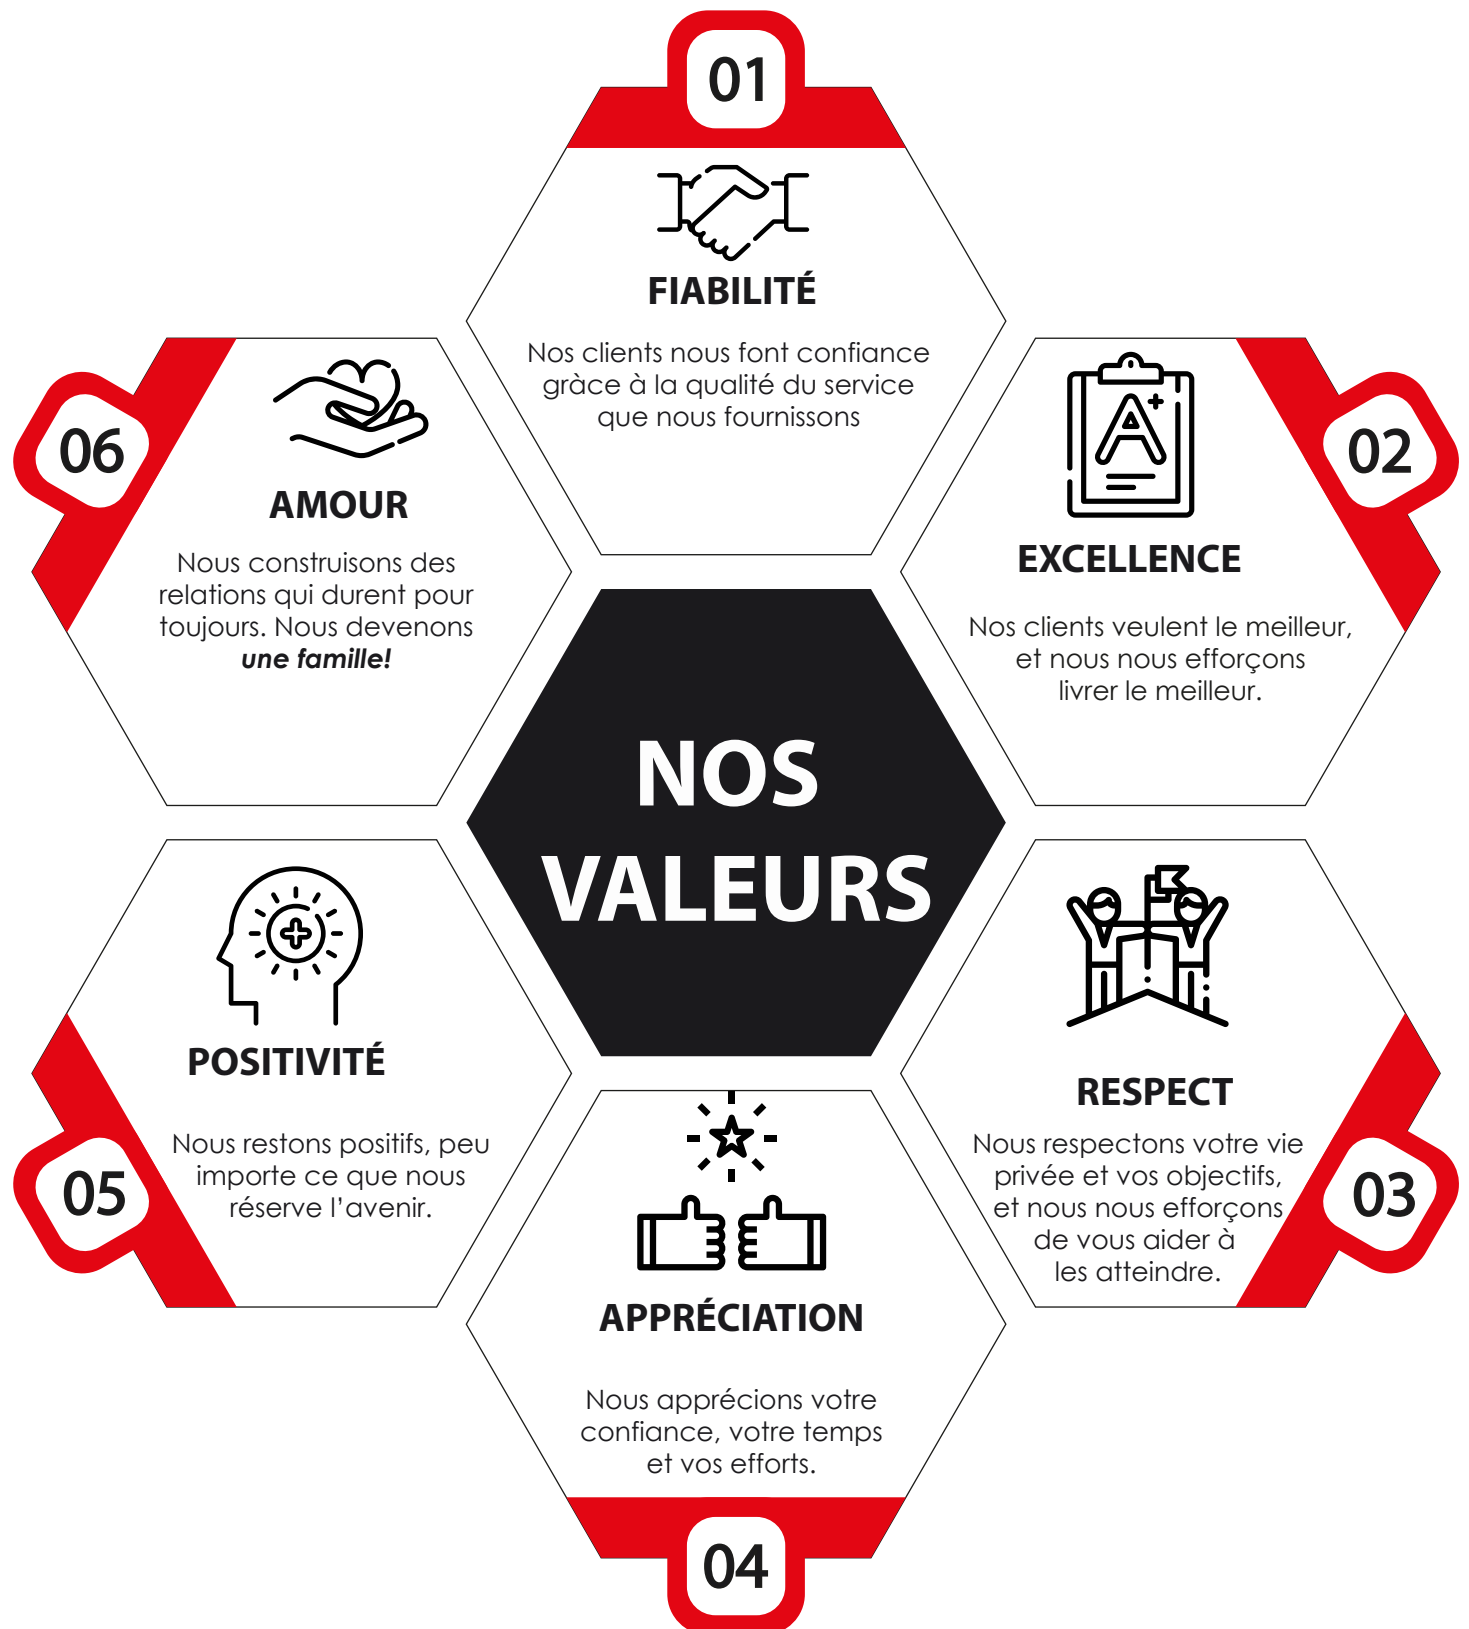 01
FIABILITÉ
Nos clients nous font confiance
gràce à la qualité du service
que nous fournissons
02
A+
EXCELLENCE
Nos clients veulent le meilleur,
et nous nous efforçons
livrer le meilleur.
03
RESPECT
Nous respectons votre vie
privée et vos objectifs,
et nous nous efforçons
de vous aider à
les atteindre.
04
APPRÉCIATION
Nous apprécions votre
confiance, votre temps
et vos efforts.
05
POSITIVITÉ
Nous restons positifs, peu
importe ce que nous
réserve l'avenir.
06
AMOUR
Nous construisons des
relations qui durent pour
toujours. Nous devenons
une famille!
NOS
VALEURS